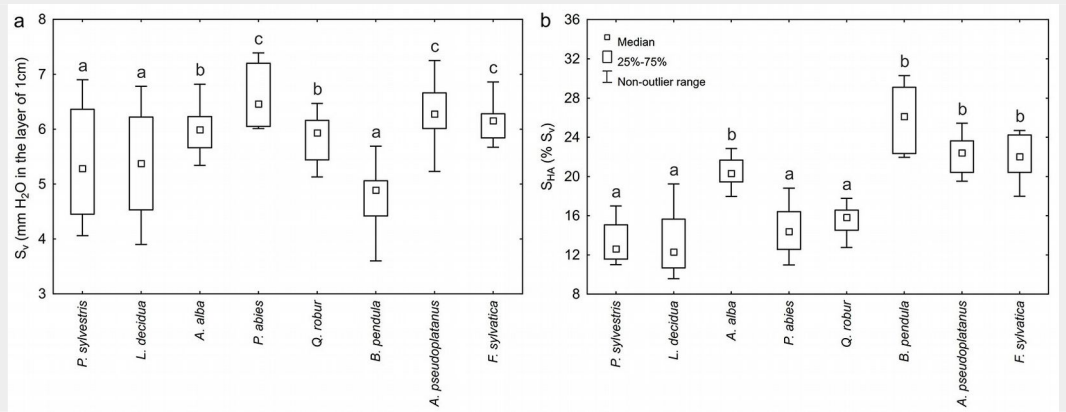 a
8
7
6
5
4
3
Sᵥ (mm H₂O in the layer of 1cm)
a
a
b
c
b
a
c
c
P. sylvestris
L. decidua
A. alba
P. abies
Q. robur
B. pendula
A. pseudoplatanus
F. sylvatica
b
36
32
28
24
20
16
12
8
S_HA (% Sᵥ)
Median
25%-75%
Non-outlier range
a
a
b
a
a
b
b
b
P. sylvestris
L. decidua
A. alba
P. abies
Q. robur
B. pendula
A. pseudoplatanus
F. sylvatica